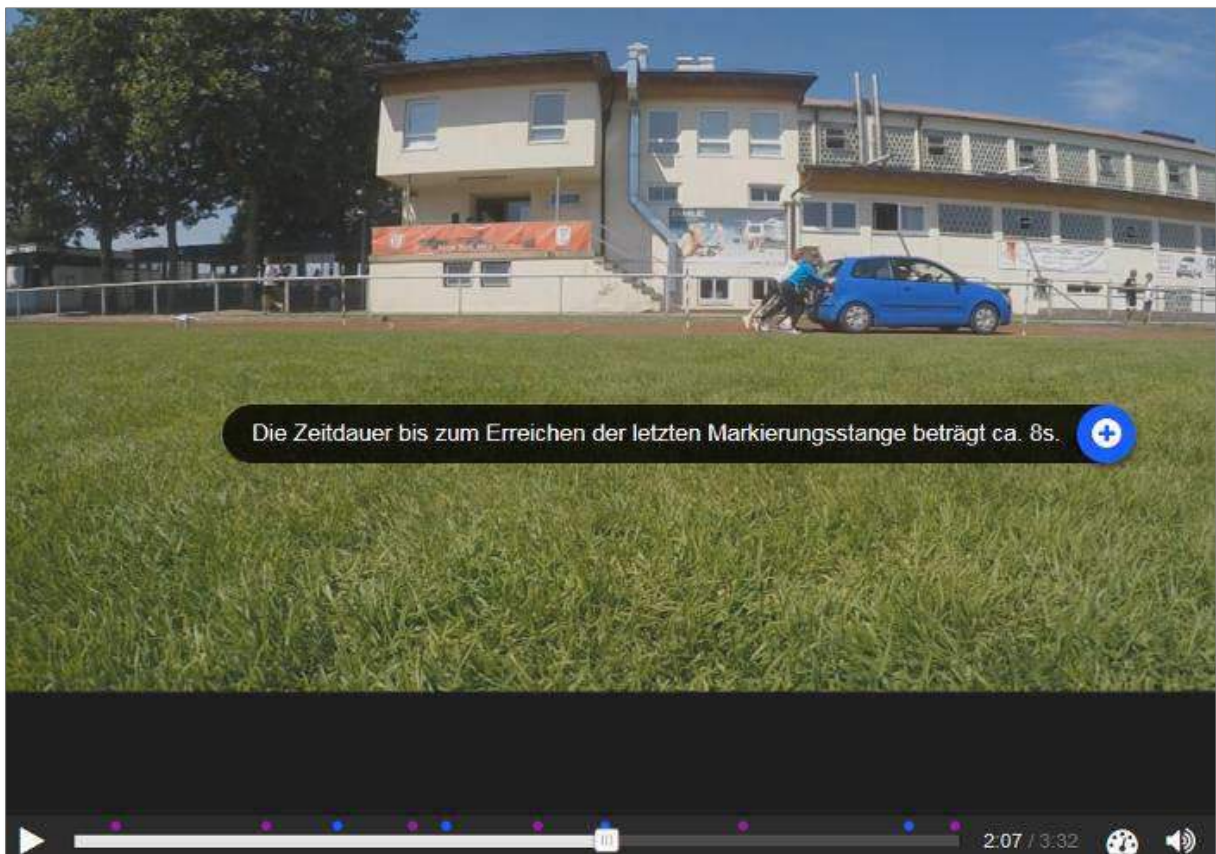 Die Zeitdauer bis zum Erreichen der letzten Markierungsstange beträgt ca. 8s.
2:07 / 3:32